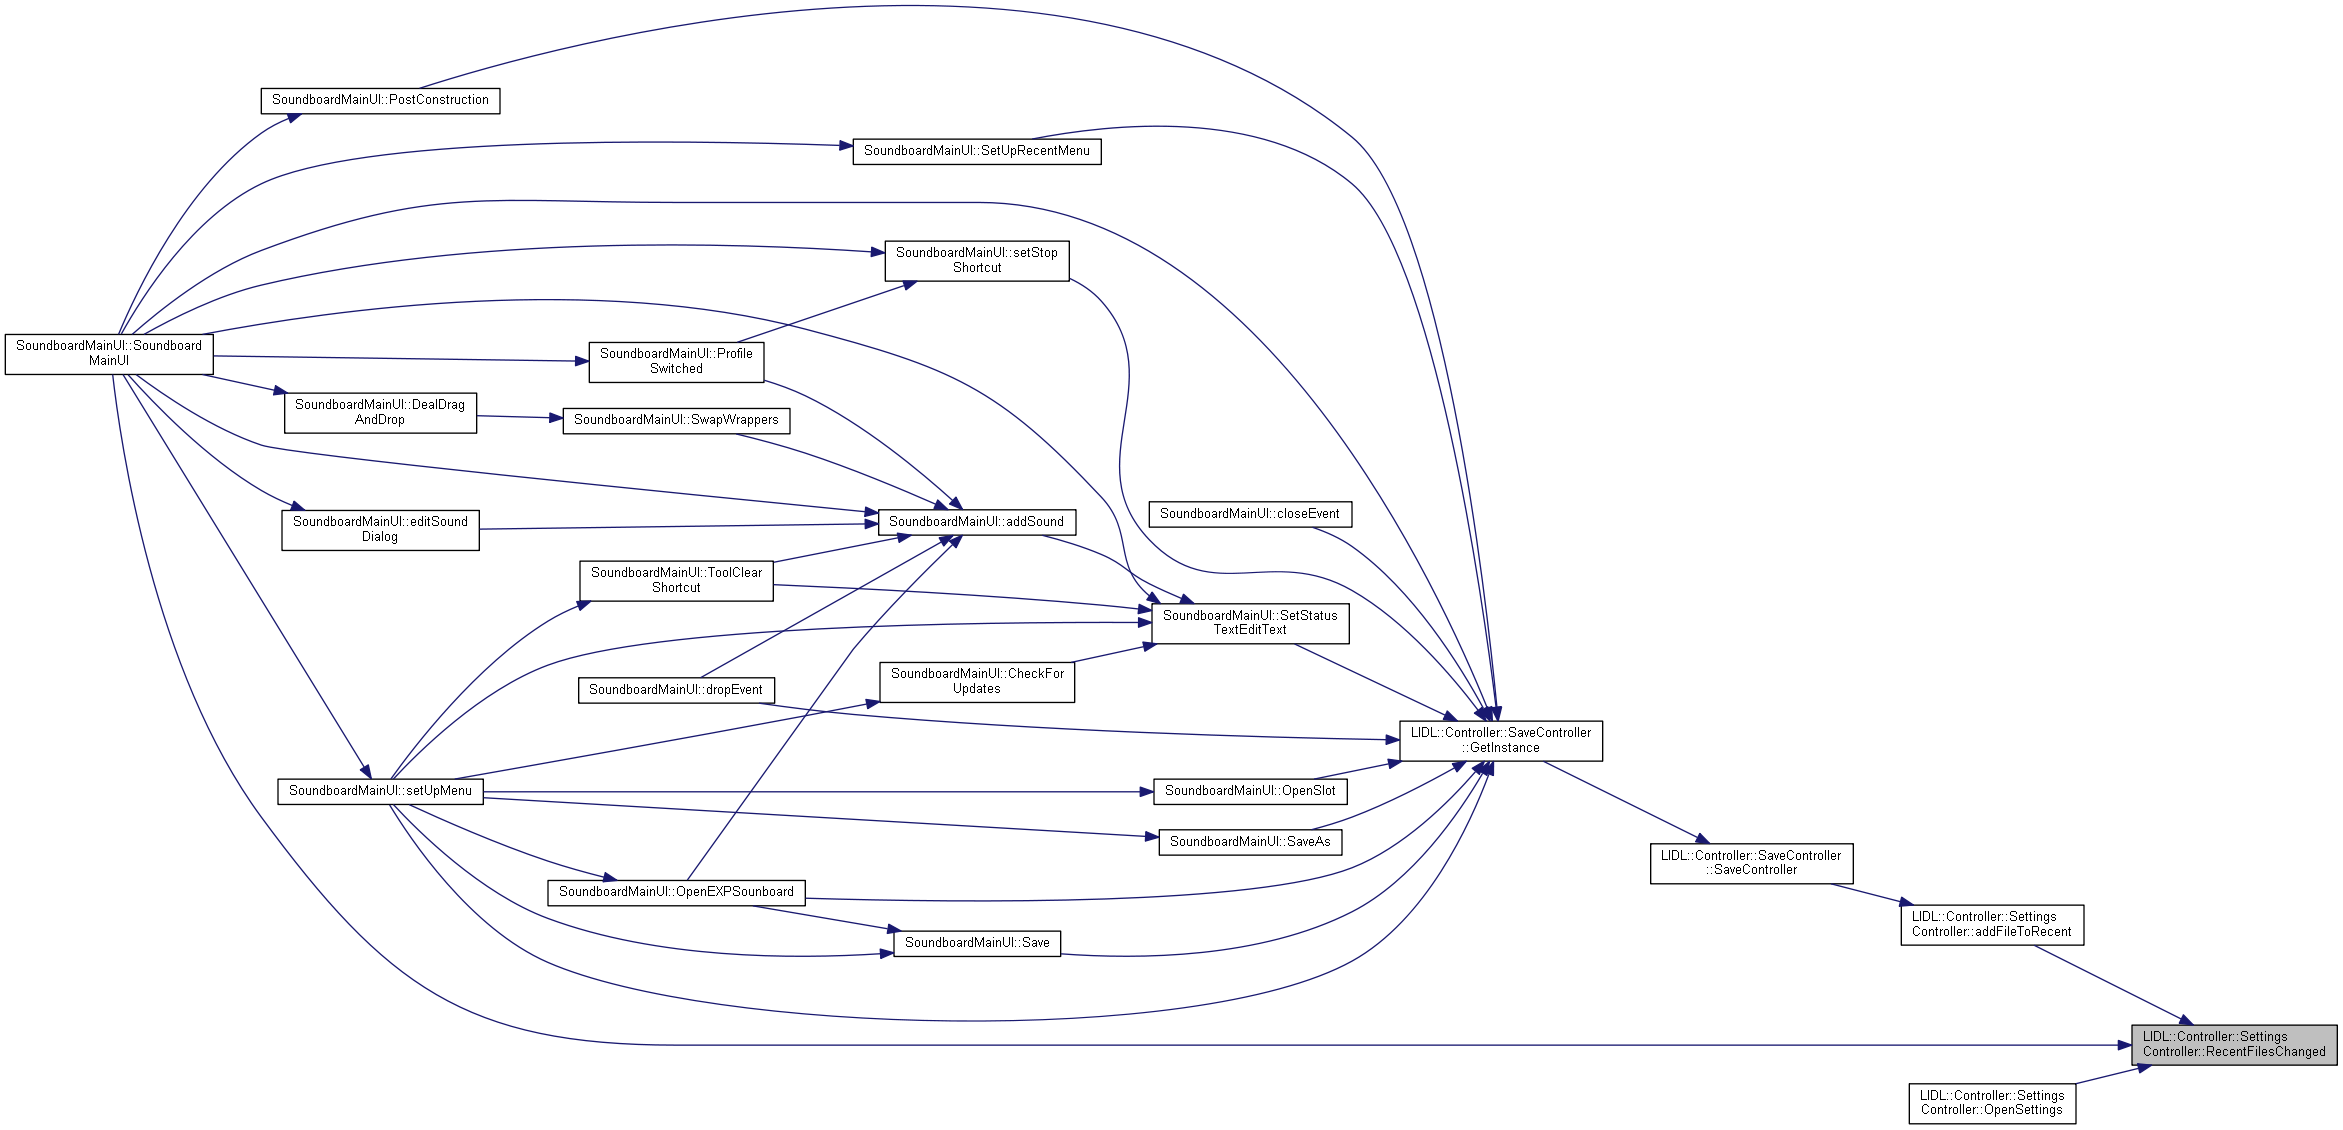 SoundboardMainUI::PostConstruction
SoundboardMainUI::SetUpRecentMenu
SoundboardMainUI::setStop
Shortcut
SoundboardMainUI::Soundboard
MainUI
SoundboardMainUI::Profile
Switched
SoundboardMainUI::DealDrag
AndDrop
SoundboardMainUI::SwapWrappers
SoundboardMainUI::closeEvent
SoundboardMainUI::editSound
Dialog
SoundboardMainUI::addSound
SoundboardMainUI::ToolClear
Shortcut
SoundboardMainUI::SetStatus
TextEditText
SoundboardMainUI::dropEvent
SoundboardMainUI::CheckFor
Updates
LIDL::Controller::SaveController
::GetInstance
SoundboardMainUI::setUpMenu
SoundboardMainUI::OpenSlot
SoundboardMainUI::SaveAs
LIDL::Controller::SaveController
::SaveController
SoundboardMainUI::OpenEXPSounboard
SoundboardMainUI::Save
LIDL::Controller::Settings
Controller::addFileToRecent
LIDL::Controller::Settings
Controller::RecentFilesChanged
LIDL::Controller::Settings
Controller::OpenSettings